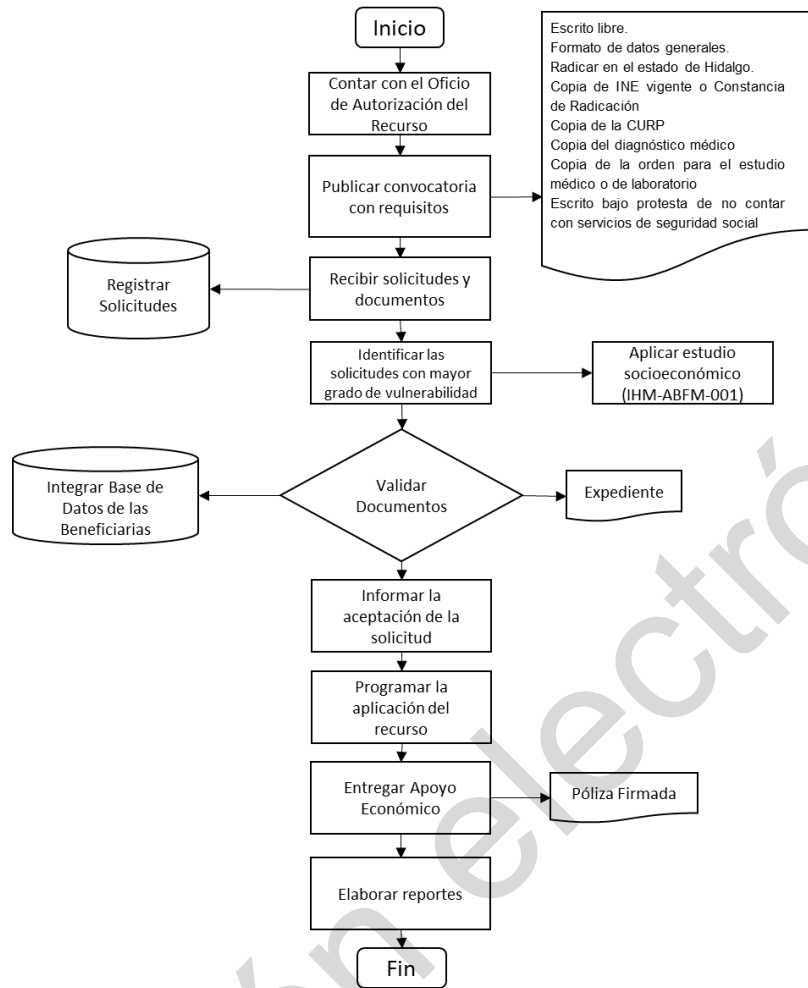 Inicio
Escrito libre.
Formato de datos generales.
Radicar en el estado de Hidalgo.
Copia de INE vigente o Constancia
de Radicación
Copia de la CURP
Copia del diagnóstico médico
Copia de la orden para el estudio
médico o de laboratorio
Escrito bajo protesta de no contar
con servicios de seguridad social
Contar con el Oficio
de Autorización del
Recurso
Publicar convocatoria
con requisitos
Registrar
Solicitudes
Recibir solicitudes y
documentos
Identificar las
solicitudes con mayor
grado de vulnerabilidad
Aplicar estudio
socioeconómico
(IHM-ABFM-001)
Integrar Base de
Datos de las
Beneficiarias
Validar
Documentos
Expediente
Informar la
aceptación de la
solicitud
Programar la
aplicación del
recurso
Entregar Apoyo
Económico
Póliza Firmada
Elaborar reportes
Fin